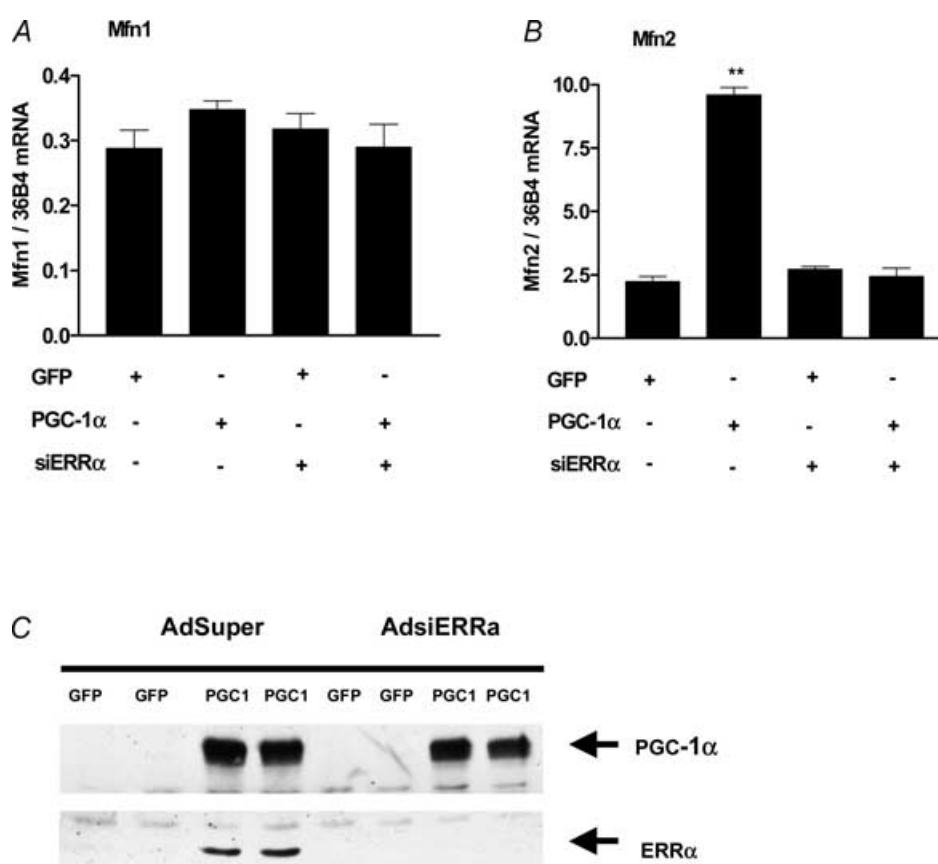 A
Mfn1
Mfn1 / 36B4 mRNA
0.4
0.3
0.2
0.1
0.0
GFP + - + -
PGC-1α - + - +
siERRα - - + +
B
Mfn2
Mfn2 / 36B4 mRNA
**
10.0
7.5
5.0
2.5
0.0
GFP + - + -
PGC-1α - + - +
siERRα - - + +
C
AdSuper AdsiERRa
GFP GFP PGC1 PGC1 GFP GFP PGC1 PGC1
PGC-1α
ERRα